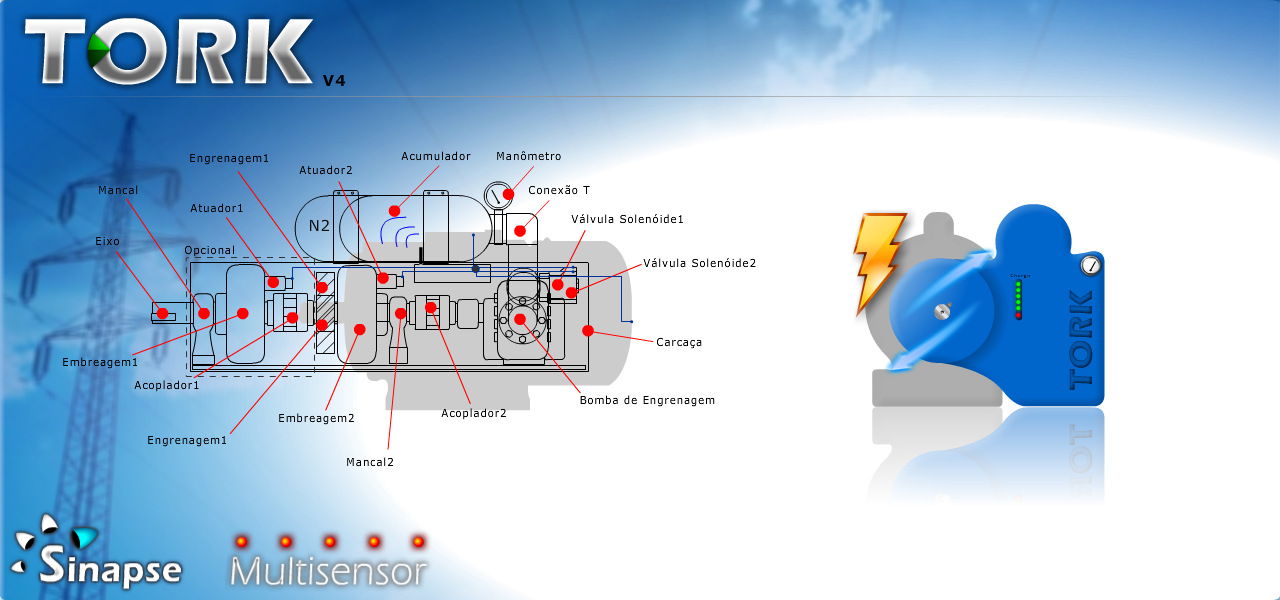 TORK
V4
Engrenagem1
Atuador2
Acumulador
Manômetro
Mancal
Conexão T
Atuador1
Válvula Solenóide1
N2
Eixo
Opcional
Válvula Solenóide2
Charge
TORK
Carcaça
Embreagem1
Acoplador1
Bomba de Engrenagem
Embreagem2
Acoplador2
Engrenagem1
Mancal2
Sinapse
Multisensor